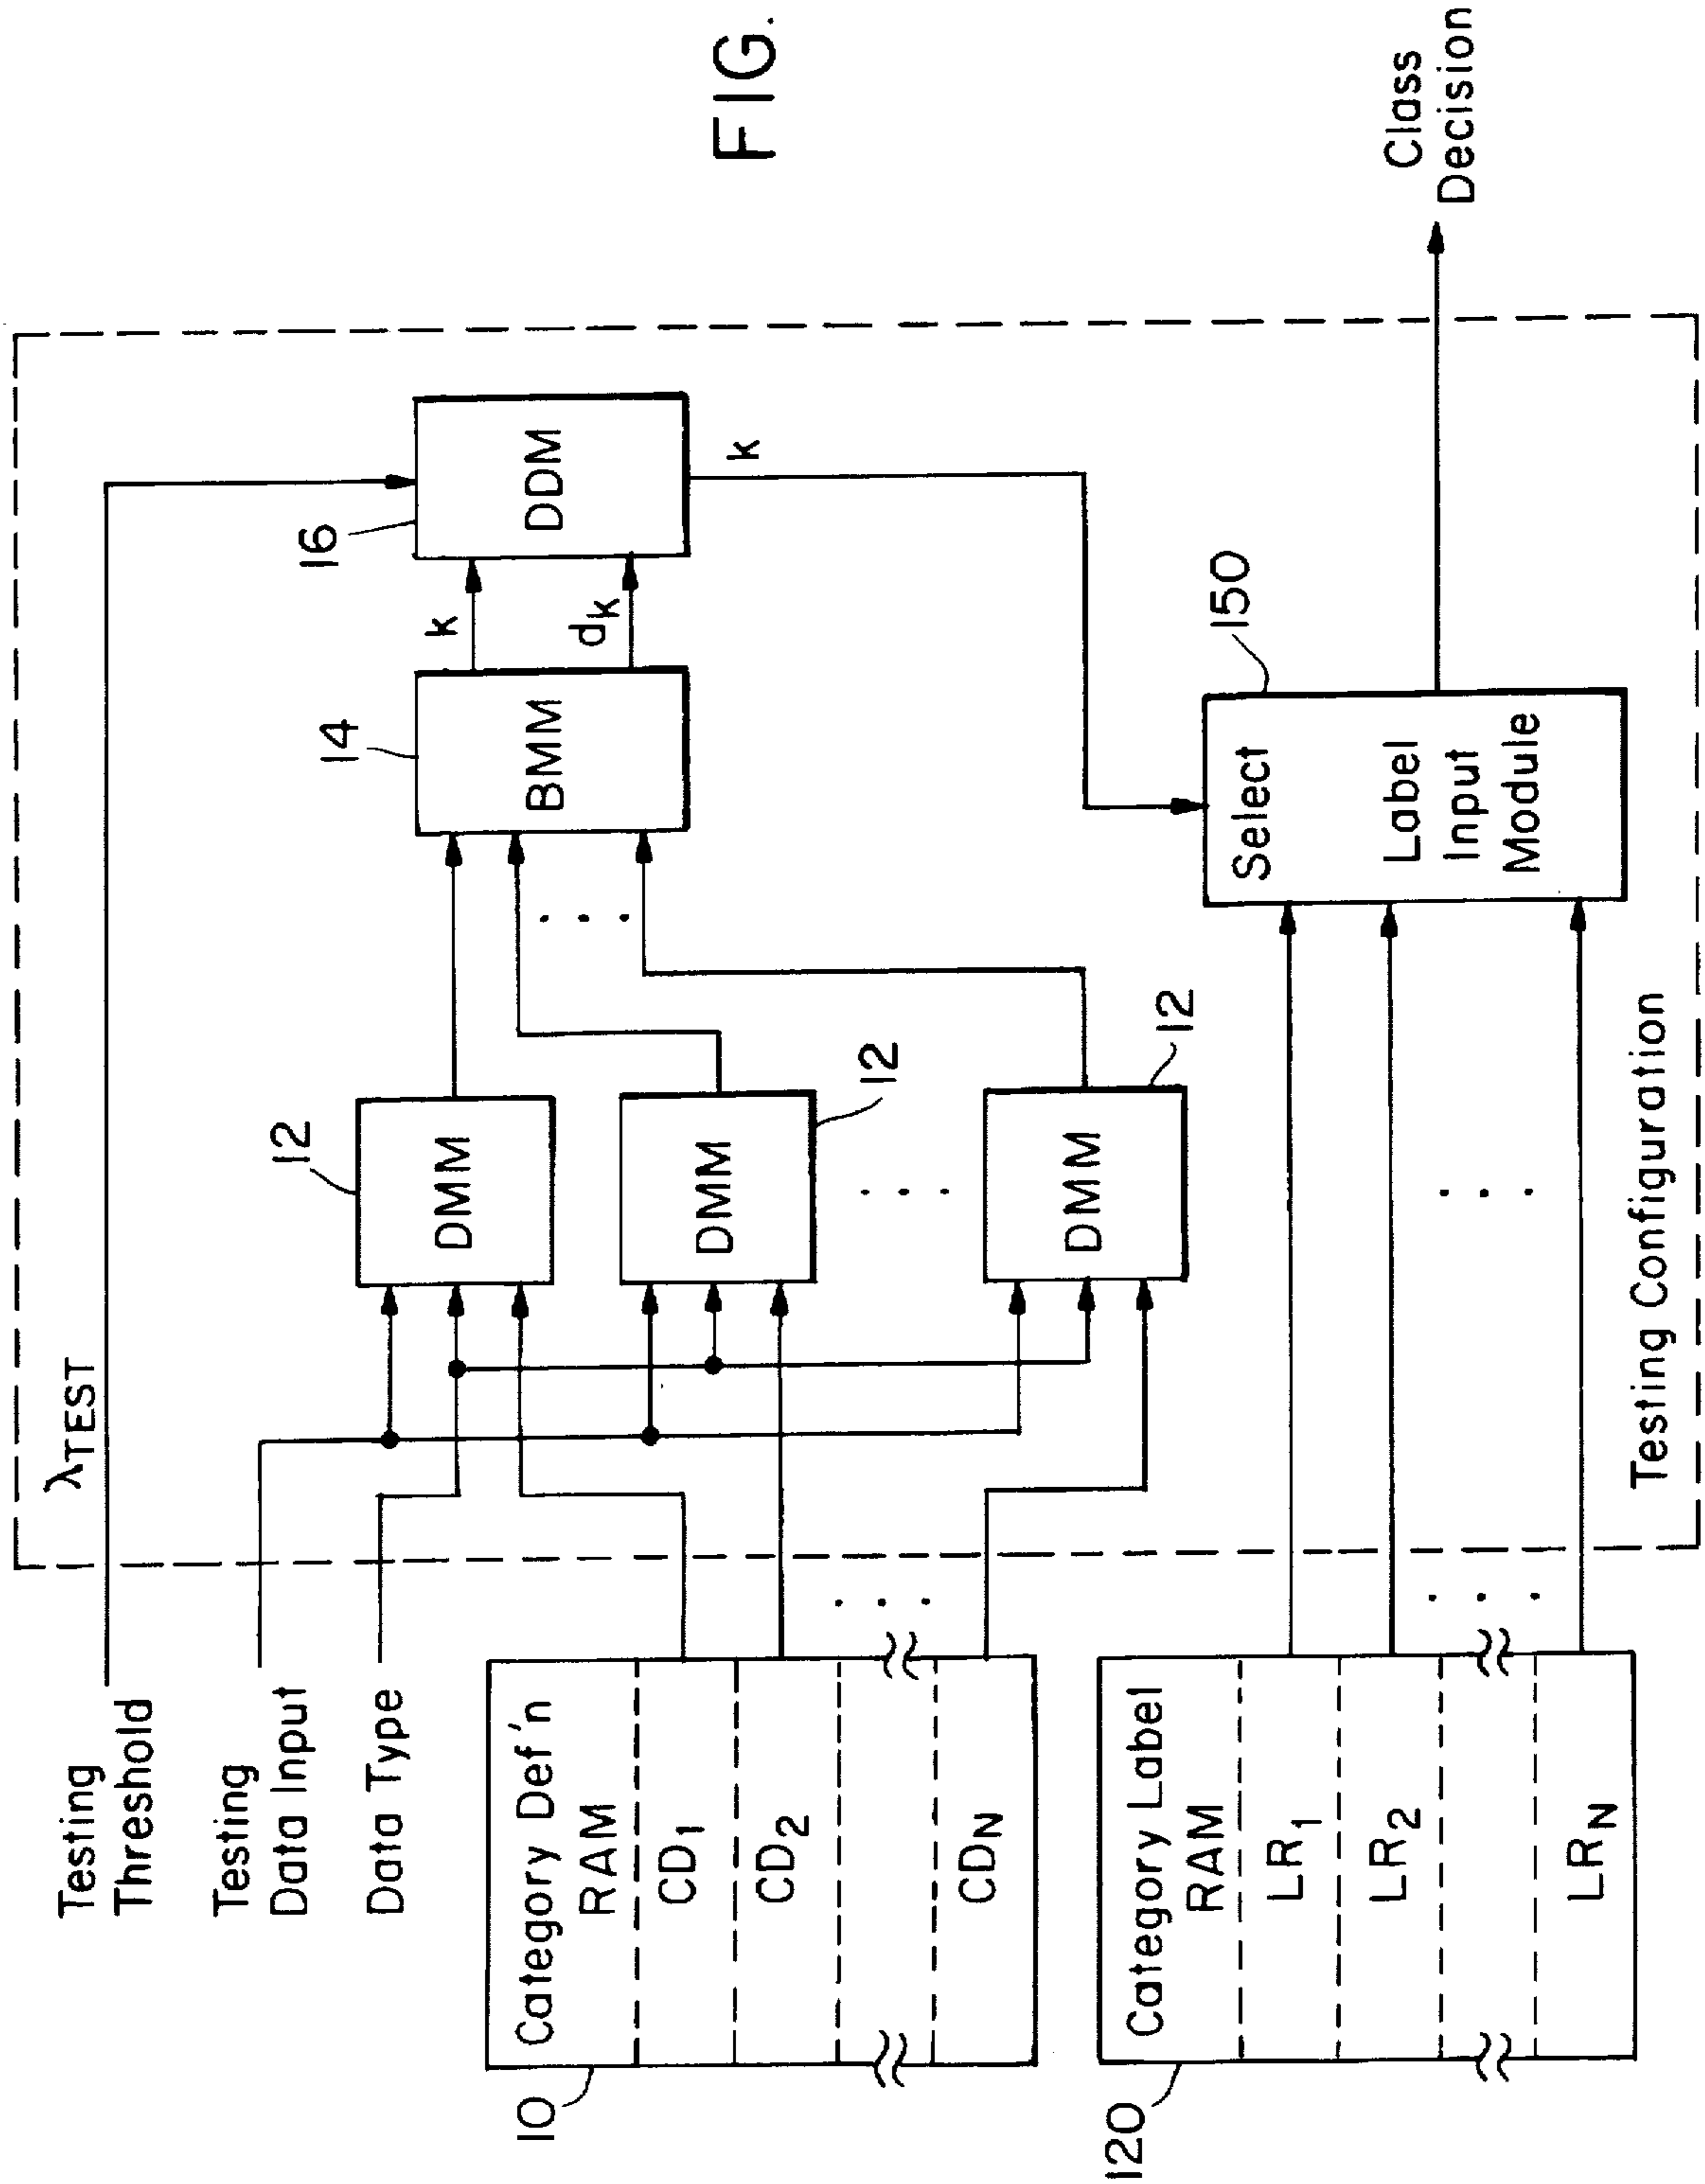 Testing
Threshold
λTEST
Testing
Data Input
Data Type
Category Def'n
RAM
CD1
CD2
CDN
10
Category Label
RAM
LR1
LR2
LRN
120
12
DMM
DMM
12
DMM
12
14
BMM
k
dk
16
DDM
k
Select
Label
Input
Module
150
Class
Decision
Testing Configuration
FIG.